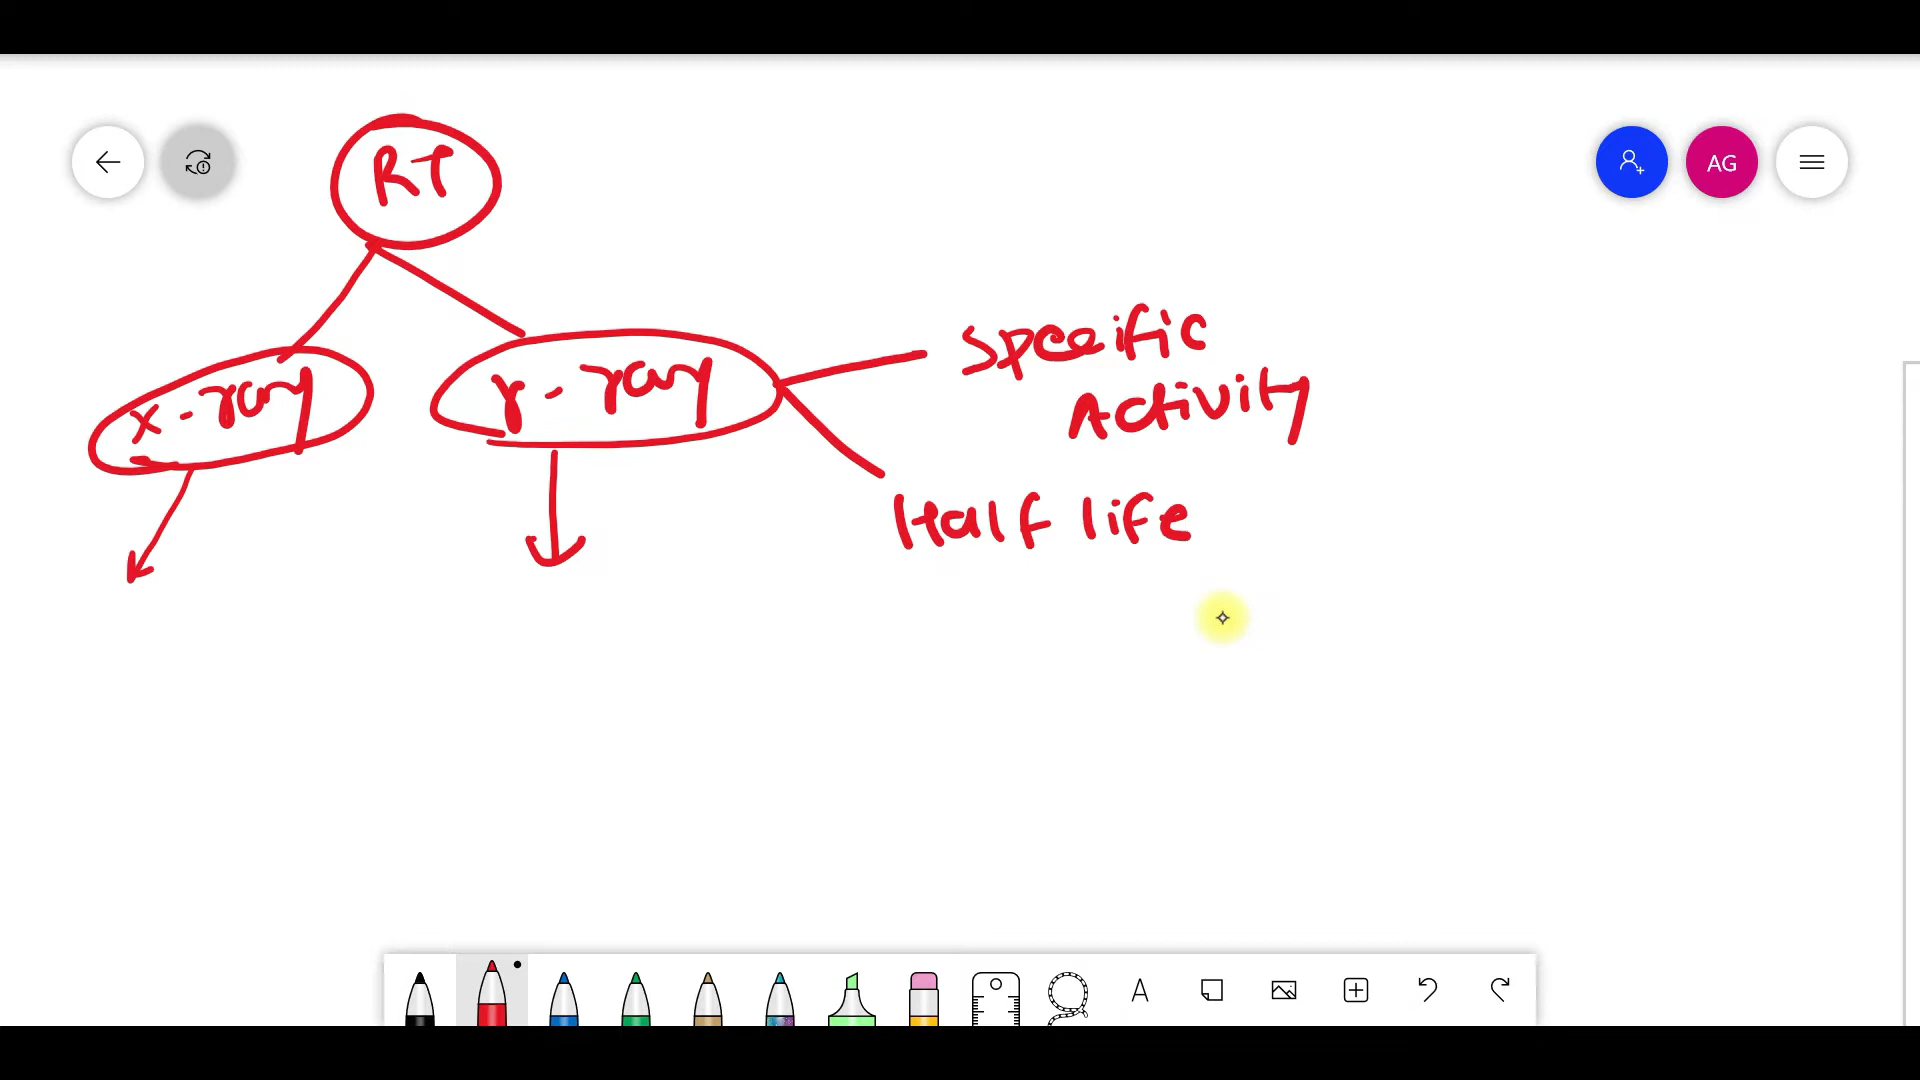 RT
AG
x-ray
γ-ray
Specific
Activity
Half life
A